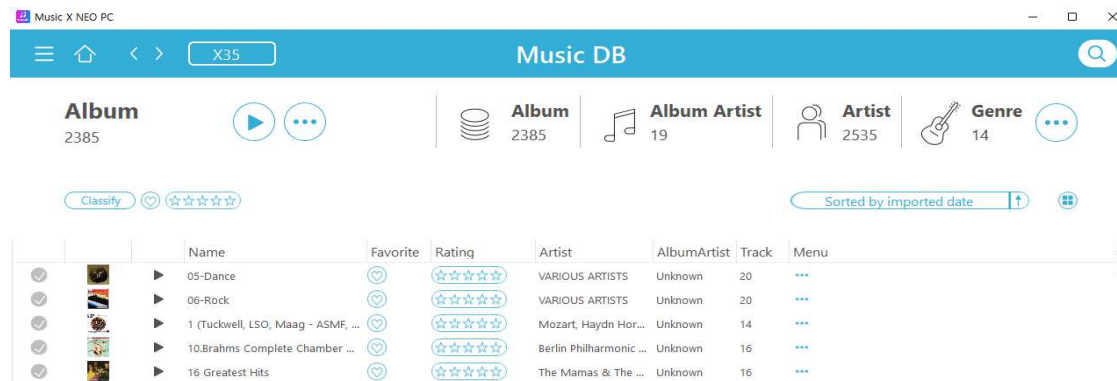 Music X NEO PC
X35 Music DB
Album Album Album Artist Artist Genre
2385 2385 19 2535 14
Classify Sorted by imported date
Name Favorite Rating Artist AlbumArtist Track Menu
05-Dance VARIOUS ARTISTS Unknown 20
06-Rock VARIOUS ARTISTS Unknown 20
1 (Tuckwell, LSO, Maag - ASMF, ... Mozart, Haydn Hor... Unknown 14
10.Brahms Complete Chamber ... Berlin Philharmonic ... Unknown 16
16 Greatest Hits The Mamas & The ... Unknown 16